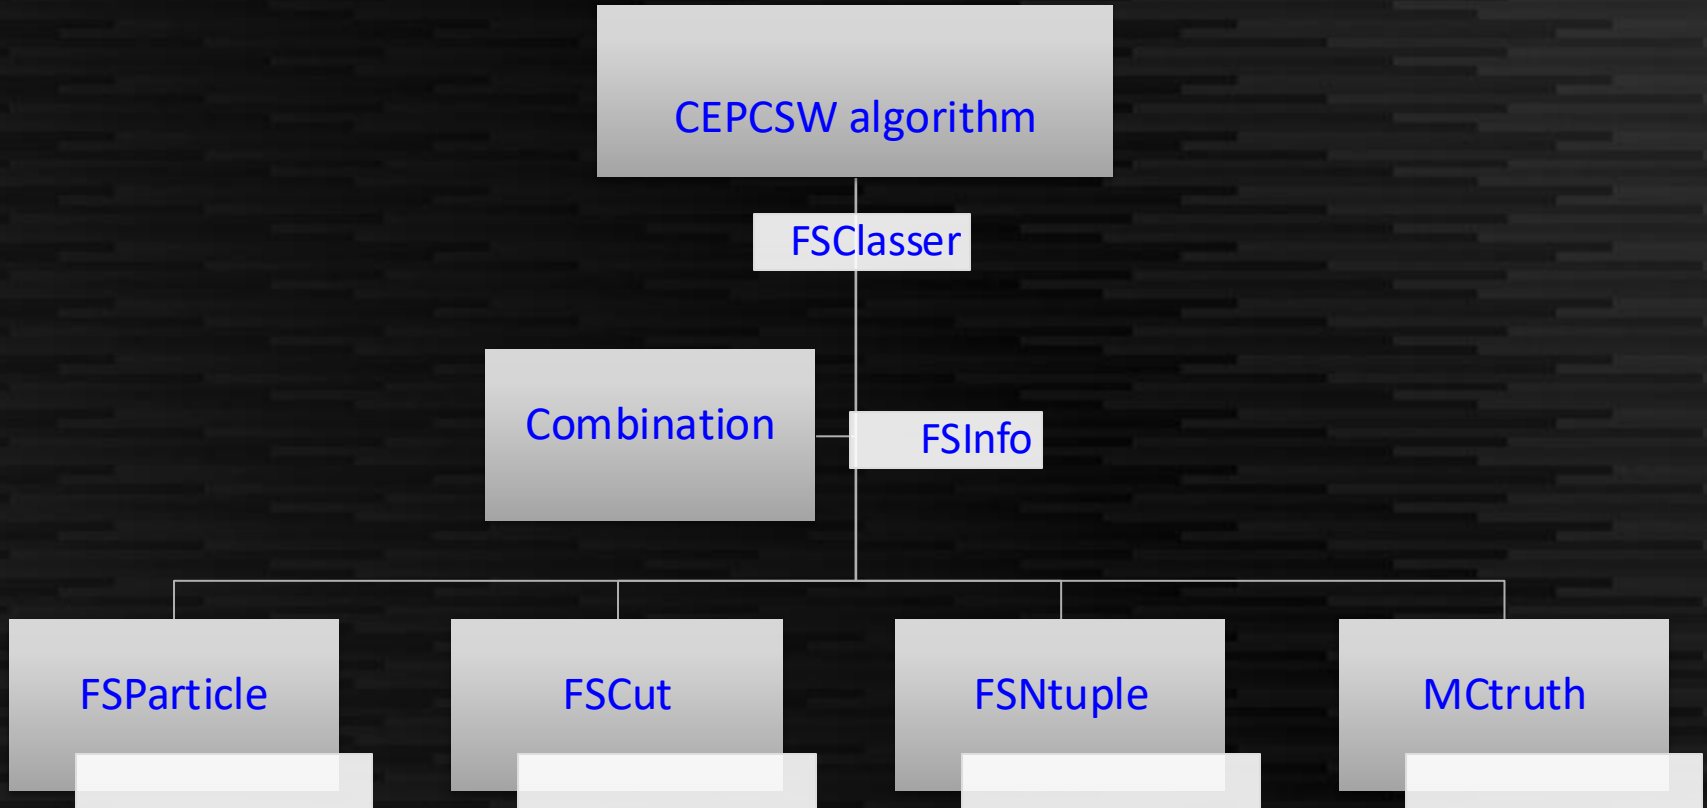 CEPCSW algorithm
FSClasser
Combination
FSInfo
FSParticle
FSCut
FSNtuple
MCtruth